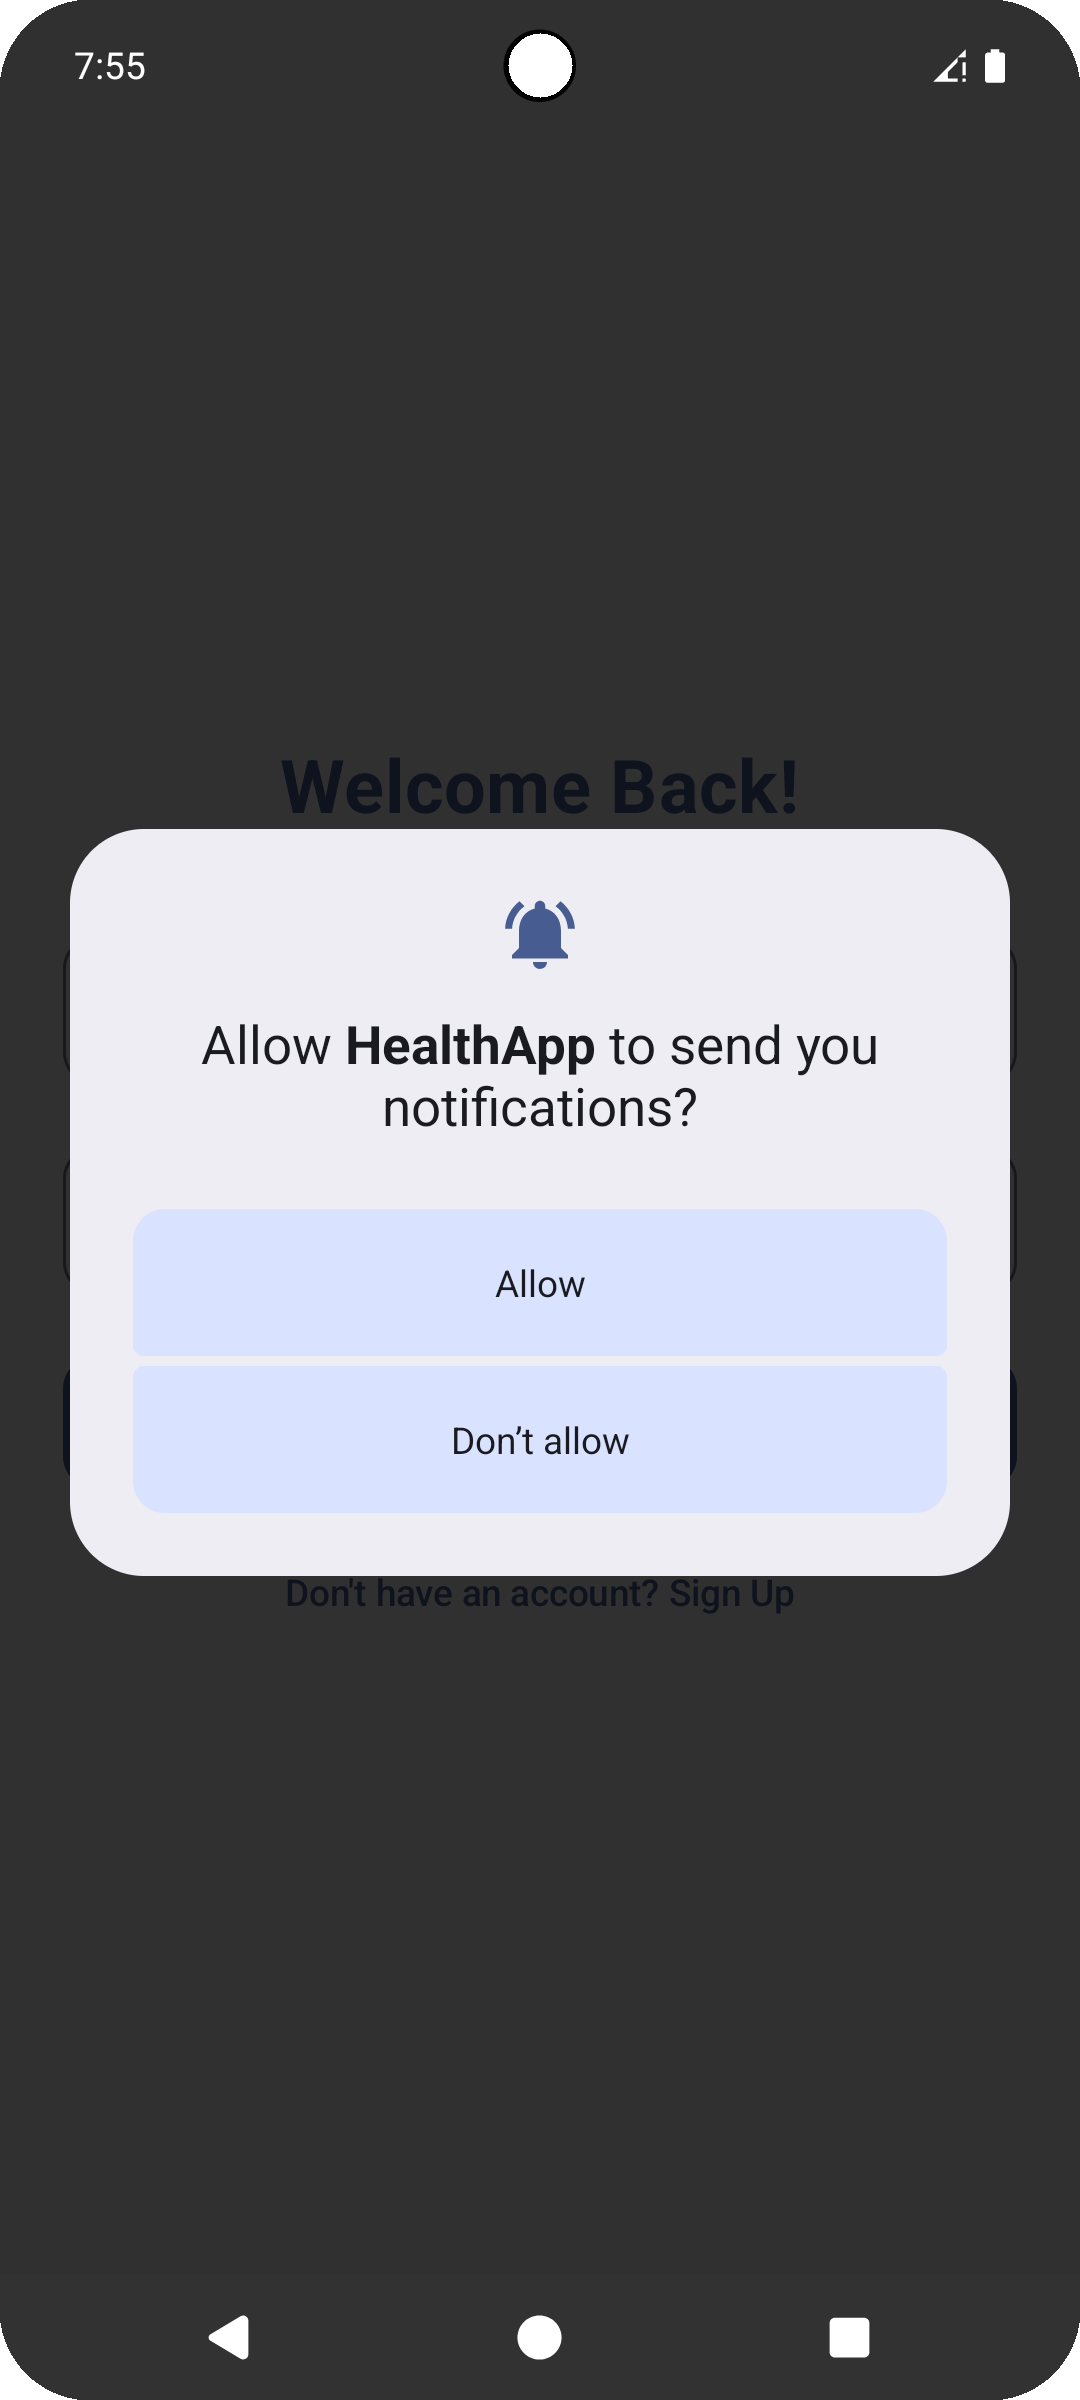 7:55
Welcome Back!
Allow HealthApp to send you
notifications?
Allow
Don’t allow
Don't have an account? Sign Up